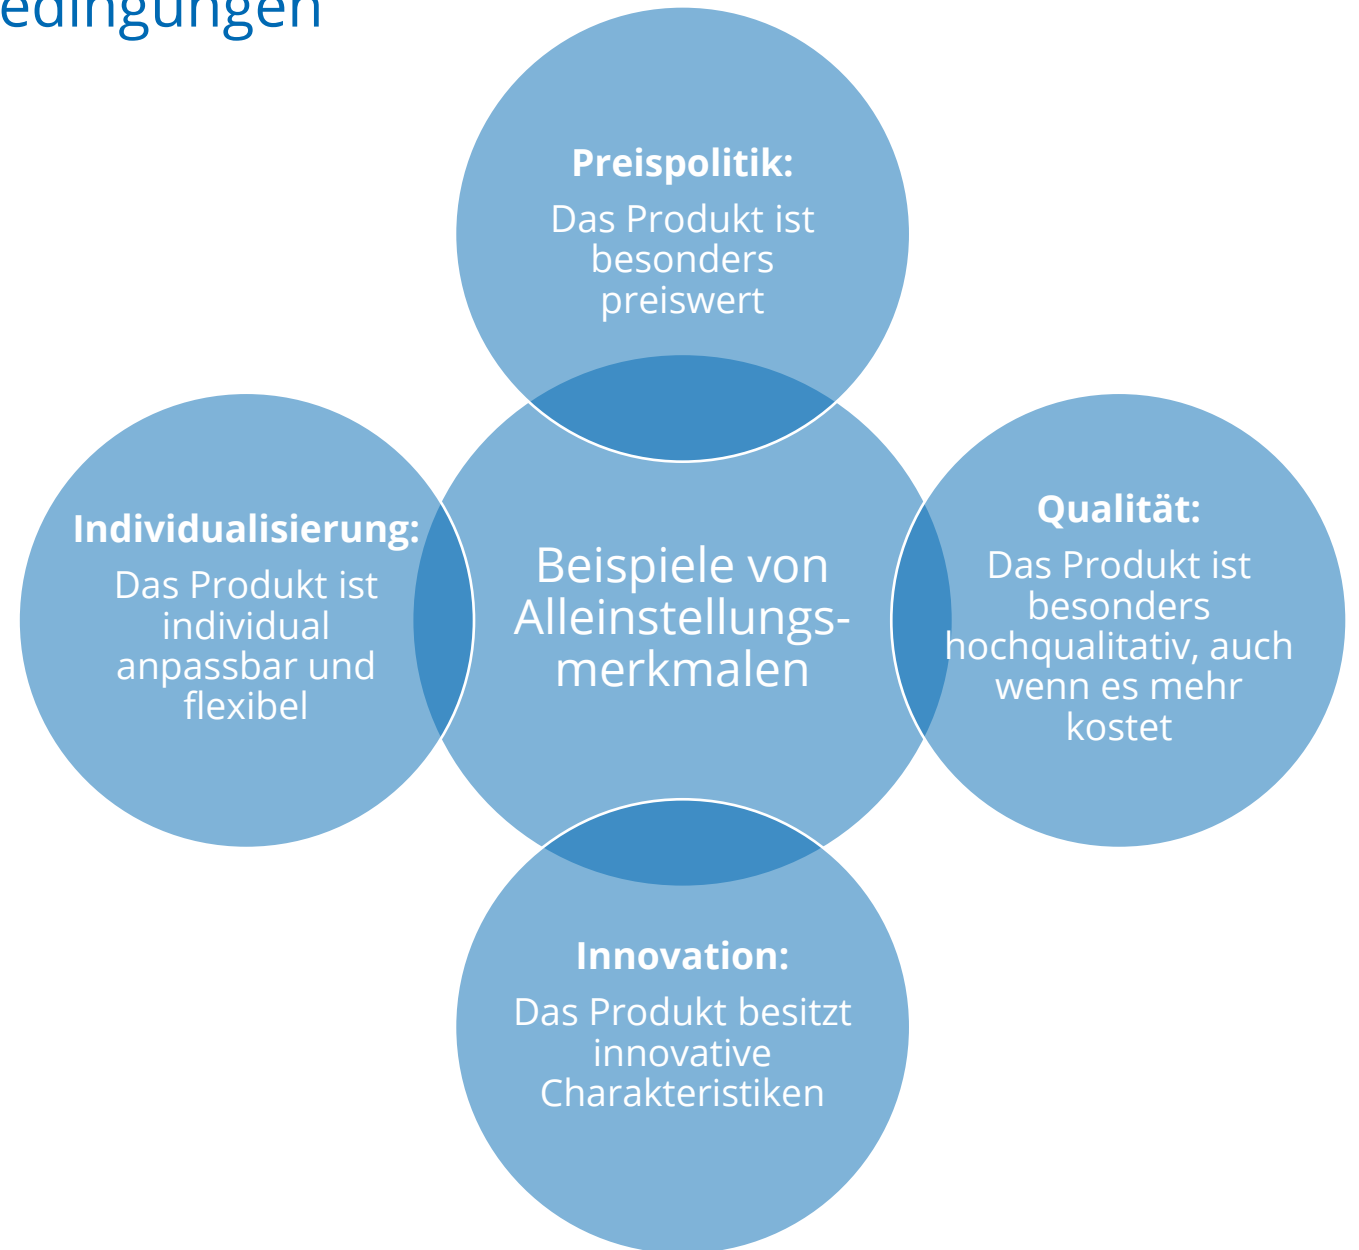 edingungen
Preispolitik:
Das Produkt ist
besonders
preiswert
Individualisierung:
Das Produkt ist
individual
anpassbar und
flexibel
Beispiele von
Alleinstellungs-
merkmalen
Qualität:
Das Produkt ist
besonders
hochqualitativ, auch
wenn es mehr
kostet
Innovation:
Das Produkt besitzt
innovative
Charakteristiken